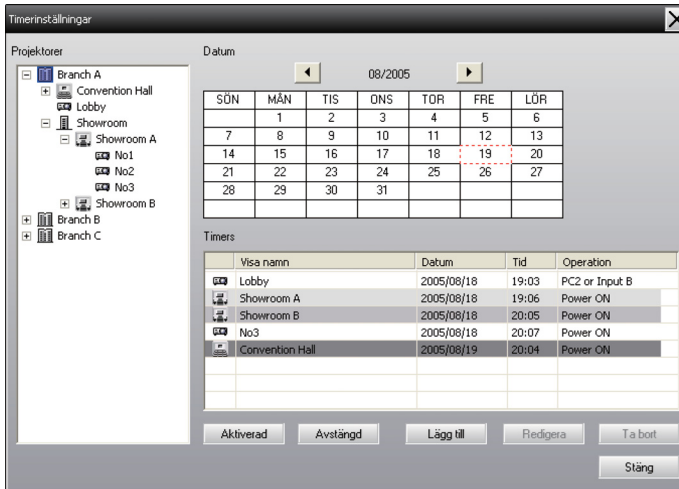 Timerinställningar
Projektorer
Branch A
Convention Hall
Lobby
Showroom
Showroom A
No1
No2
No3
Showroom B
Branch B
Branch C
Datum
08/2005
SÖN MÅN TIS ONS TOR FRE LÖR
1 2 3 4 5 6
7 8 9 10 11 12 13
14 15 16 17 18 19 20
21 22 23 24 25 26 27
28 29 30 31
Timers
Visa namn Datum Tid Operation
Lobby 2005/08/18 19:03 PC2 or Input B
Showroom A 2005/08/18 19:06 Power ON
Showroom B 2005/08/18 20:05 Power ON
No3 2005/08/18 20:07 Power ON
Convention Hall 2005/08/19 20:04 Power ON
Aktiverad Avstängd Lägg till Redigera Ta bort
Stäng